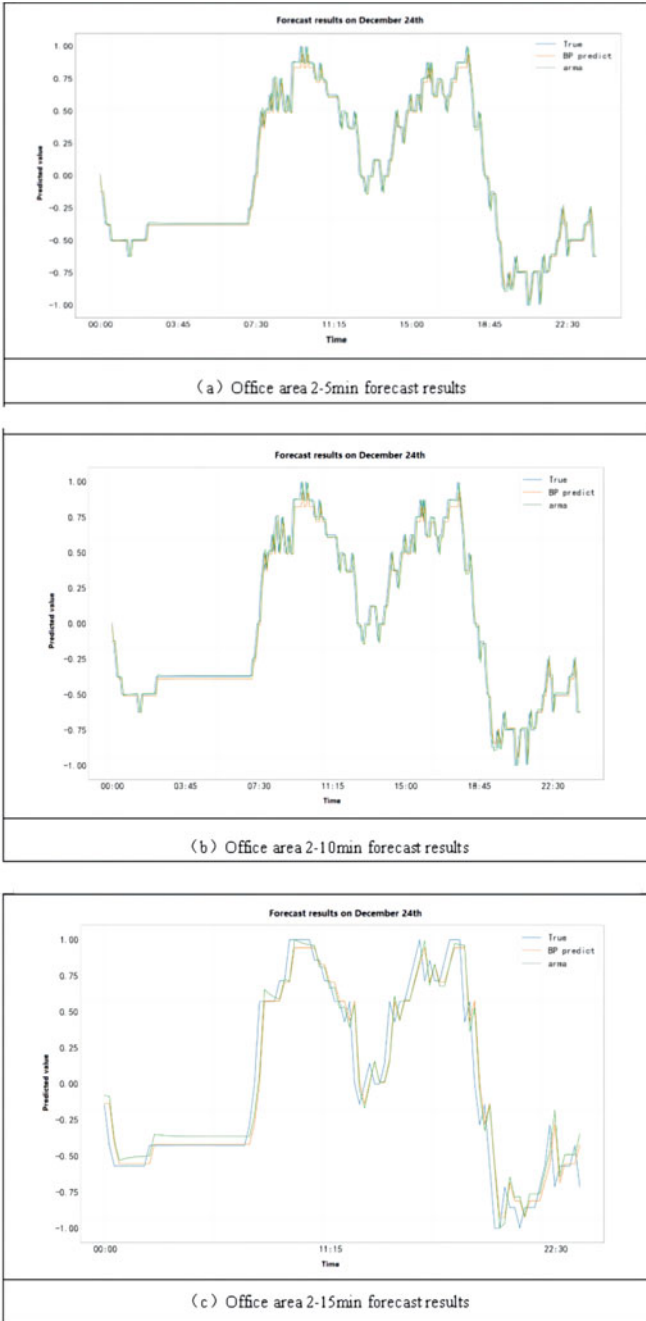 Forecast results on December 24th
True
BP predict
arma
Predicted value
1.00
0.75
0.50
0.25
0.00
-0.25
-0.50
-0.75
-1.00
00:00 03:45 07:30 11:15 15:00 18:45 22:30
Time
(a) Office area 2-5min forecast results
Forecast results on December 24th
True
BP predict
arma
Predicted value
1.00
0.75
0.50
0.25
0.00
-0.25
-0.50
-0.75
-1.00
00:00 03:45 07:30 11:15 15:00 18:45 22:30
Time
(b) Office area 2-10min forecast results
Forecast results on December 24th
True
BP predict
arma
Predicted value
1.00
0.75
0.50
0.25
0.00
-0.25
-0.50
-0.75
-1.00
00:00 11:15 22:30
Time
(c) Office area 2-15min forecast results